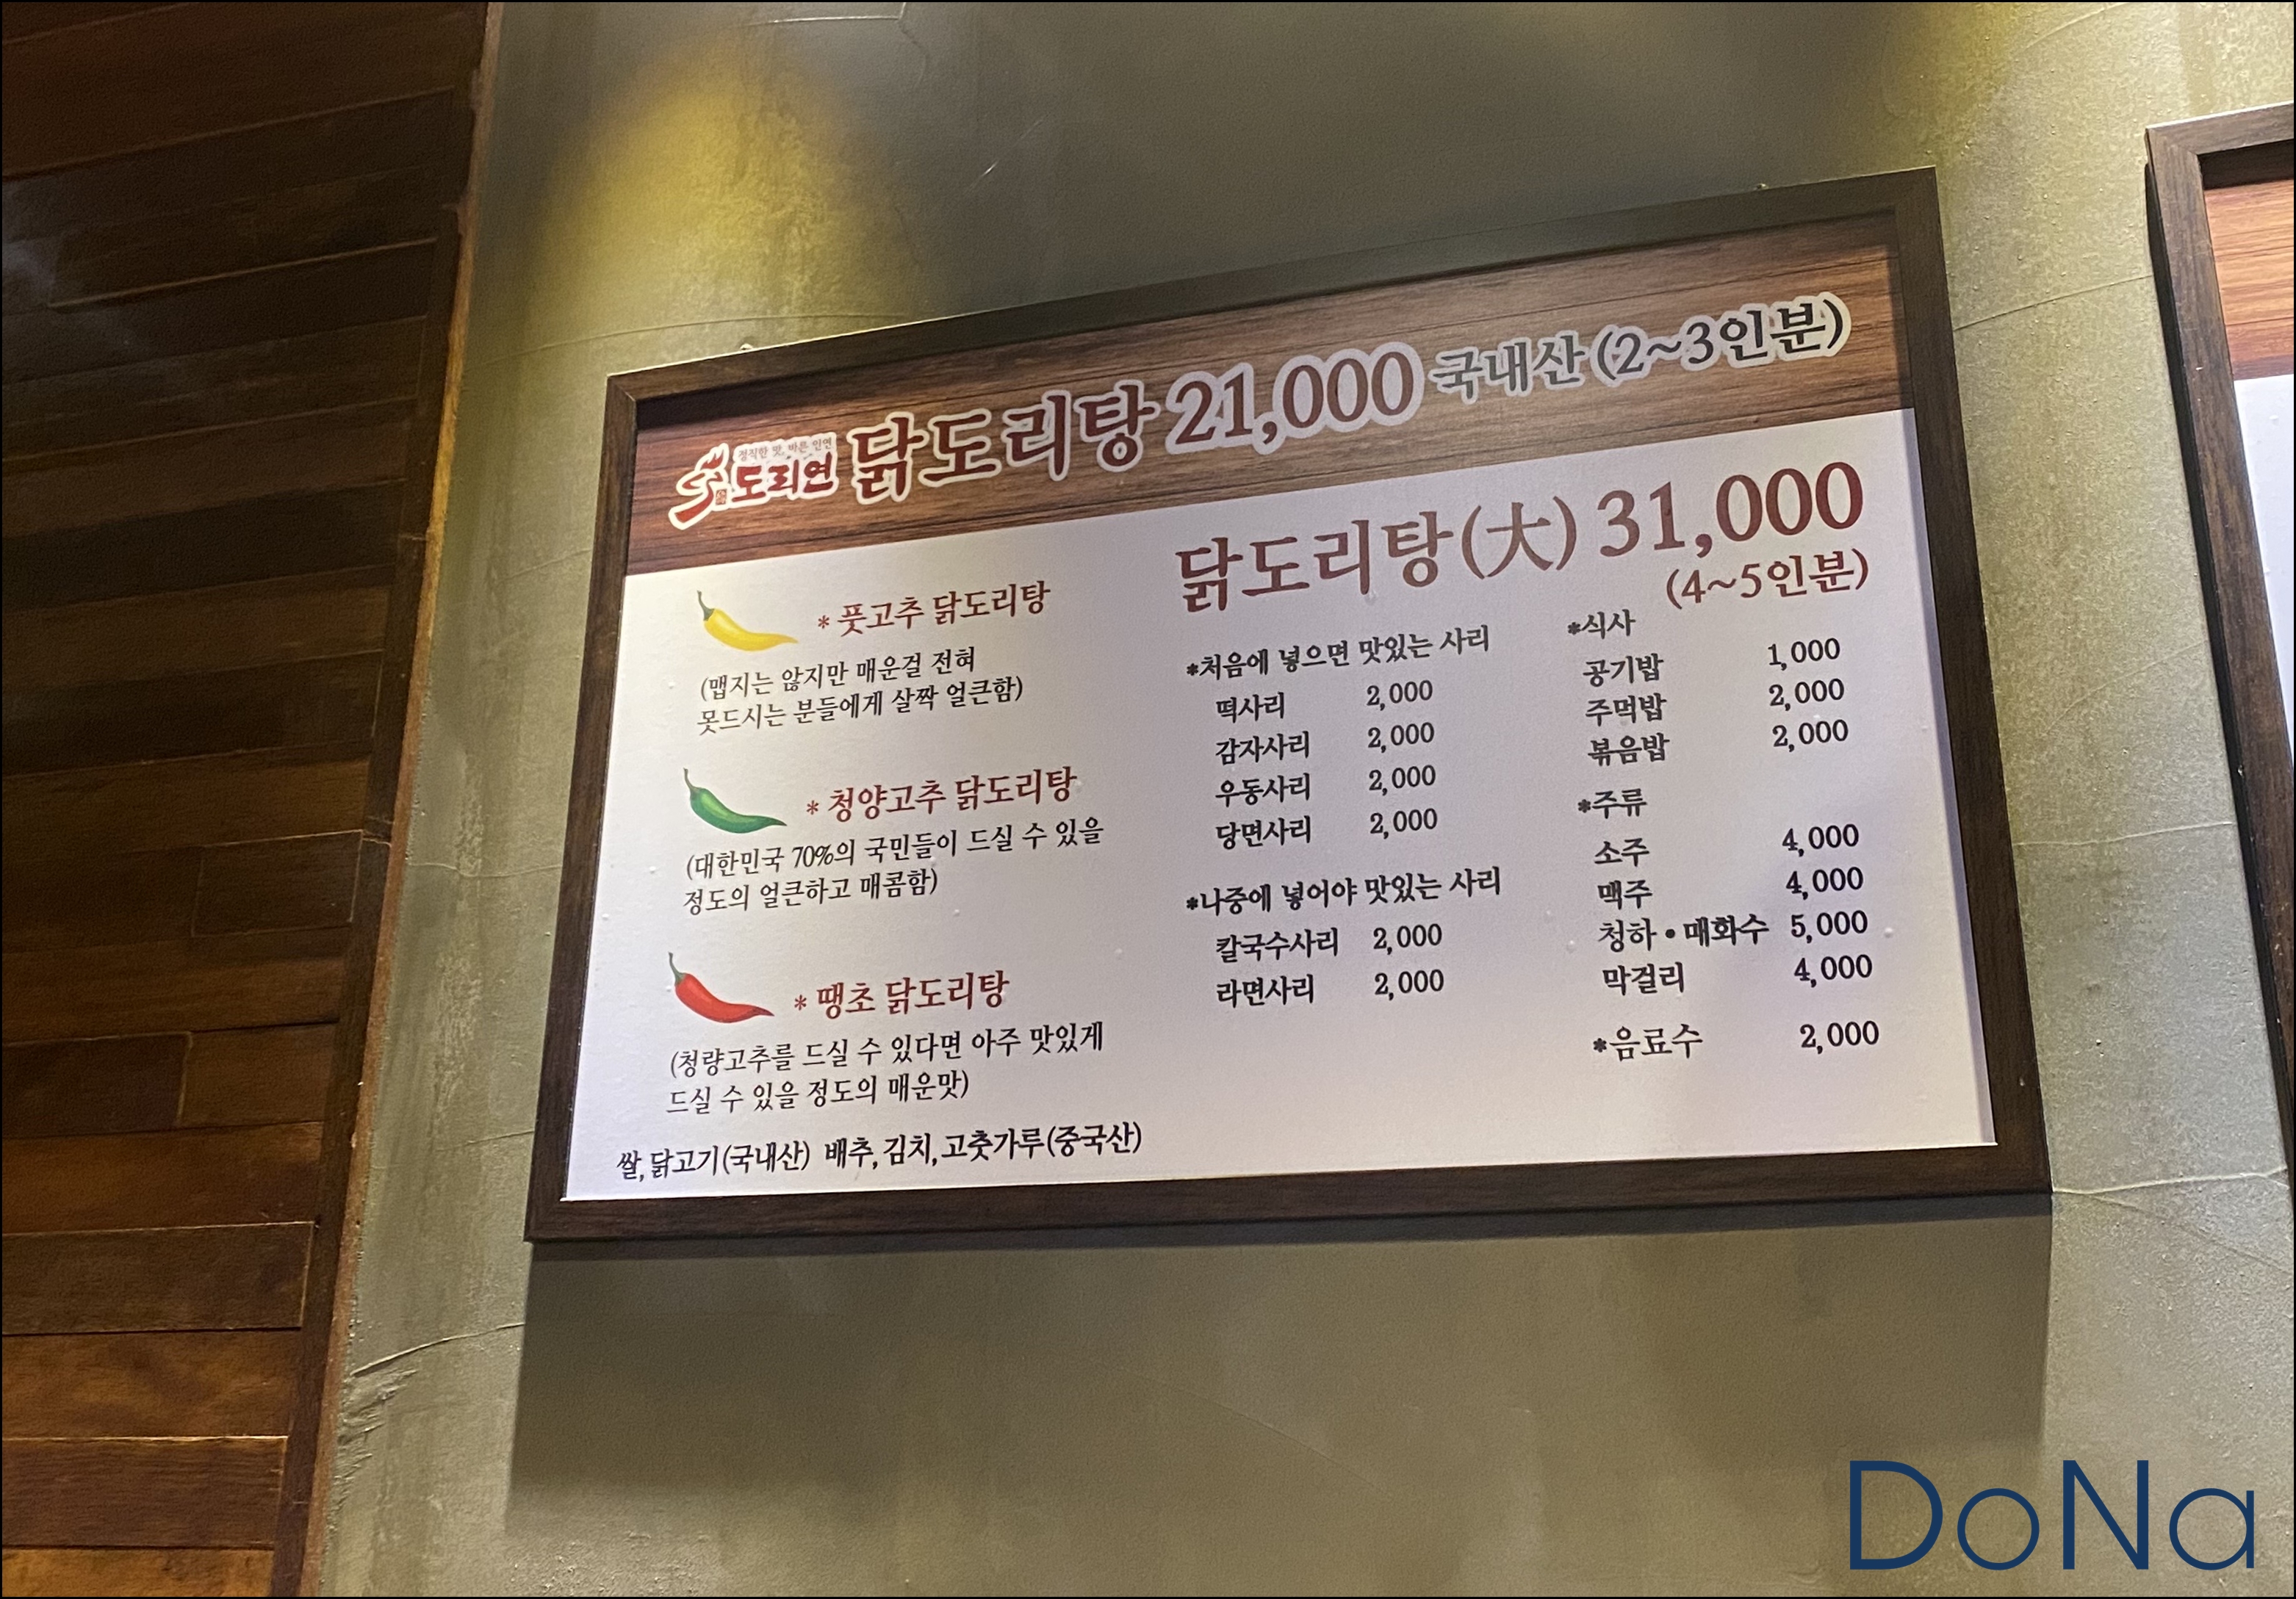 정직한 맛, 바른 인연
도리연 닭도리탕 21,000 국내산 (2~3인분)
닭도리탕(大) 31,000
(4~5인분)
* 풋고추 닭도리탕
(맵지는 않지만 매운걸 전혀
못드시는 분들에게 살짝 얼큰함)
* 청양고추 닭도리탕
(대한민국 70%의 국민들이 드실 수 있을
정도의 얼큰하고 매콤함)
* 땡초 닭도리탕
(청량고추를 드실 수 있다면 아주 맛있게
드실 수 있을 정도의 매운맛)
쌀, 닭고기(국내산) 배추, 김치, 고춧가루(중국산)
*처음에 넣으면 맛있는 사리
떡사리 2,000
감자사리 2,000
우동사리 2,000
당면사리 2,000
*나중에 넣어야 맛있는 사리
칼국수사리 2,000
라면사리 2,000
*식사
공기밥 1,000
주먹밥 2,000
볶음밥 2,000
*주류
소주 4,000
맥주 4,000
청하 • 매화수 5,000
막걸리 4,000
*음료수 2,000
DoNa